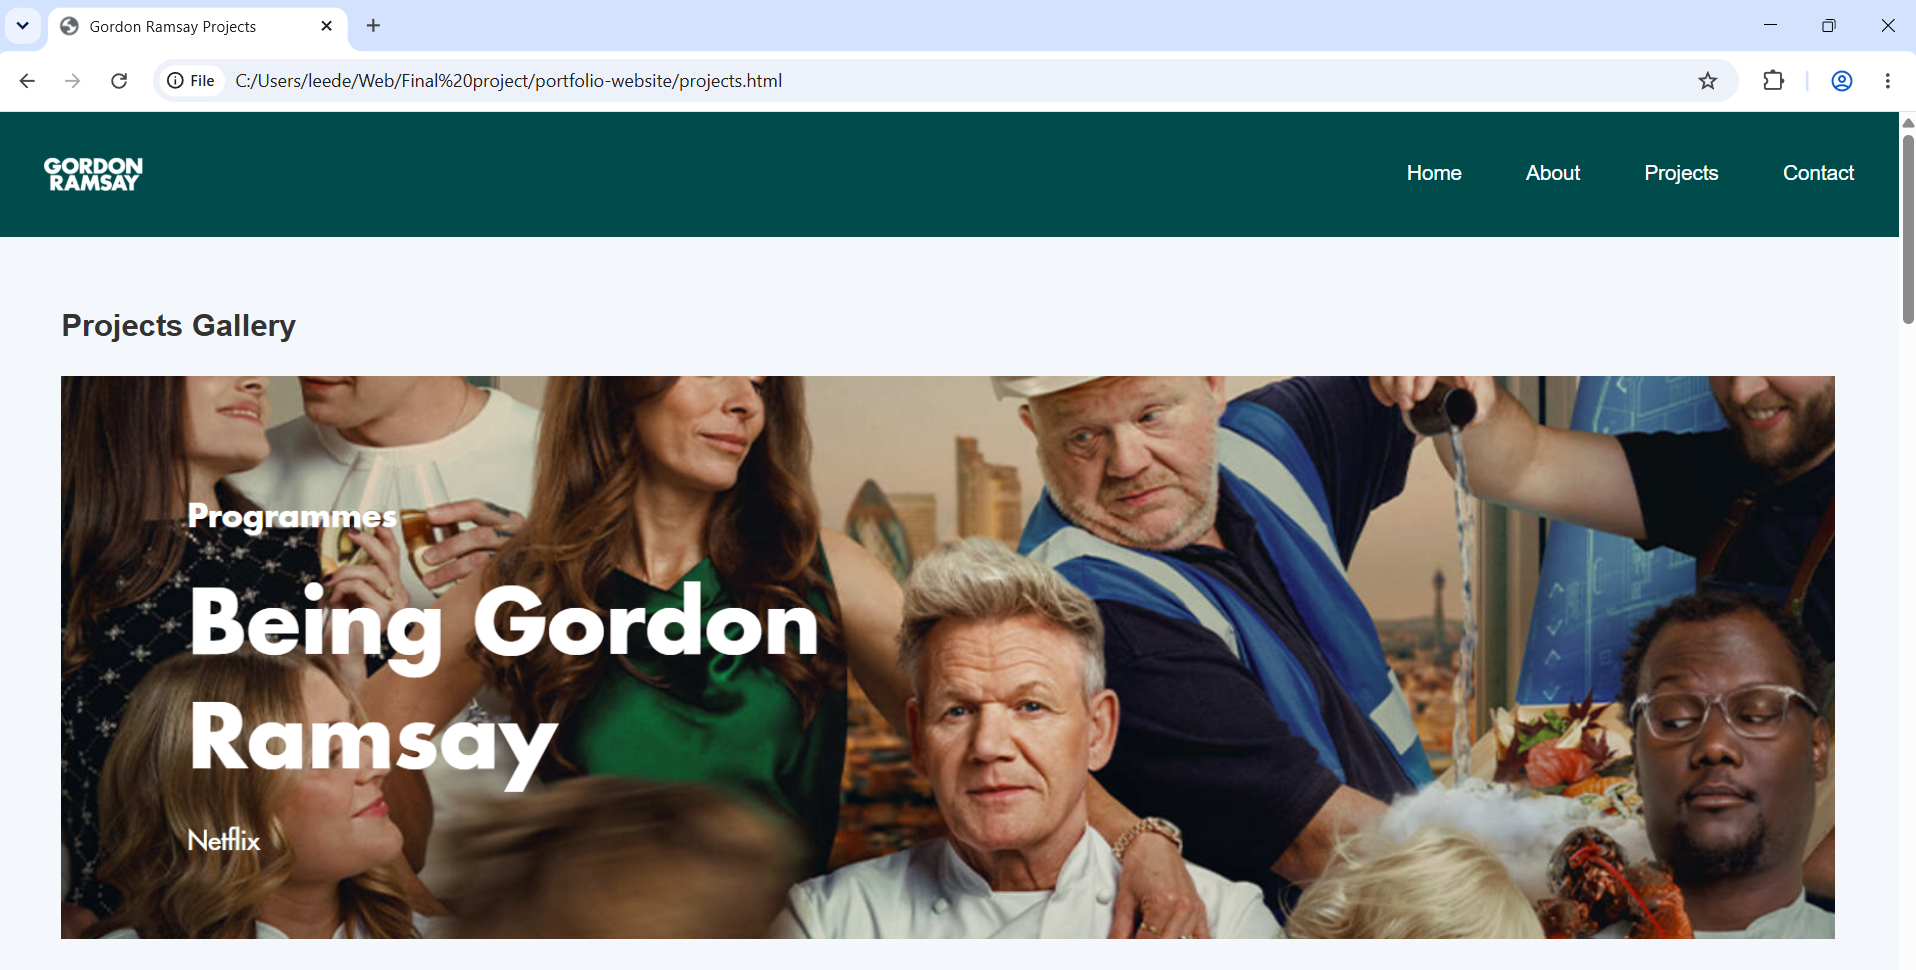 Gordon Ramsay Projects
File
C:/Users/leede/Web/Final%20project/portfolio-website/projects.html
GORDON
RAMSAY
Home
About
Projects
Contact
Projects Gallery
Programmes
Being Gordon
Ramsay
Netflix